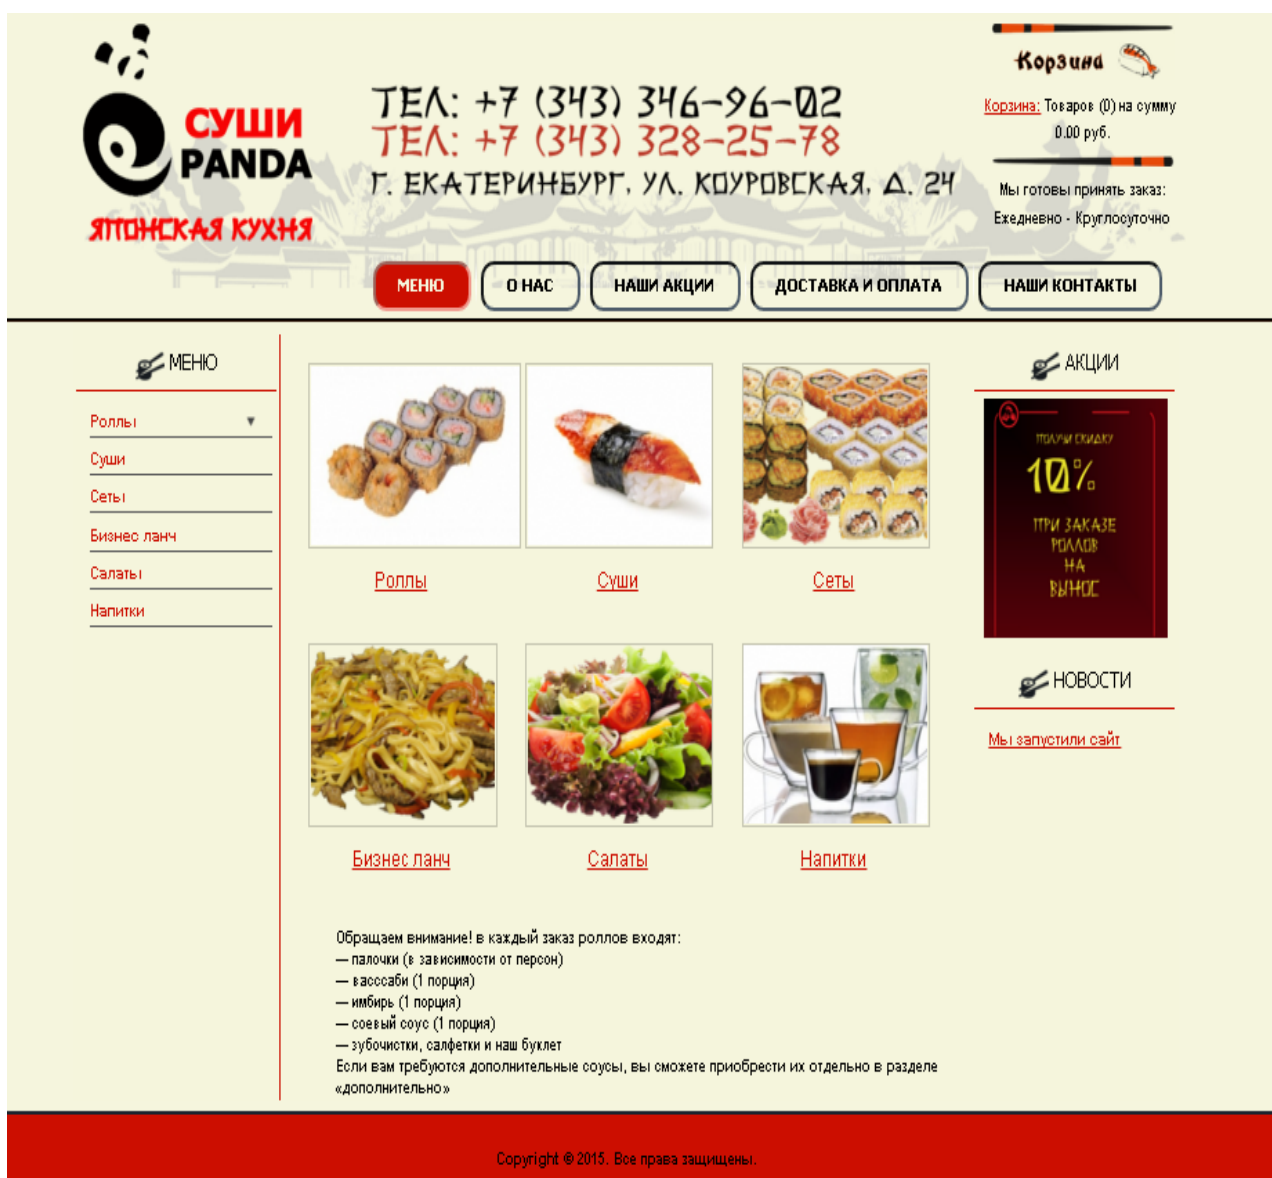 СУШИ
PANDA
ЯПОНСКАЯ КУХНЯ
ТЕЛ: +7 (343) 346-96-02
ТЕЛ: +7 (343) 328-25-78
Г. ЕКАТЕРИНБУРГ, УЛ. КОУРОВСКАЯ, Д. 24
Корзина
Корзина: Товаров (0) на сумму
0.00 руб.
Мы готовы принять заказ:
Ежедневно - Круглосуточно
МЕНЮ
О НАС
НАШИ АКЦИИ
ДОСТАВКА И ОПЛАТА
НАШИ КОНТАКТЫ
МЕНЮ
Роллы ▼
Суши
Сеты
Бизнес ланч
Салаты
Напитки
Роллы
Суши
Сеты
Бизнес ланч
Салаты
Напитки
Обращаем внимание! в каждый заказ роллов входят:
— палочки (в зависимости от персон)
— васссаби (1 порция)
— имбирь (1 порция)
— соевый соус (1 порция)
— зубочистки, салфетки и наш буклет
Если вам требуются дополнительные соусы, вы сможете приобрести их отдельно в разделе
«дополнительно»
АКЦИИ
ПОЛУЧИ СКИДКУ
10%
ПРИ ЗАКАЗЕ
РОЛЛОВ
НА
ВЫНОС
НОВОСТИ
Мы запустили сайт
Copyright © 2015. Все права защищены.